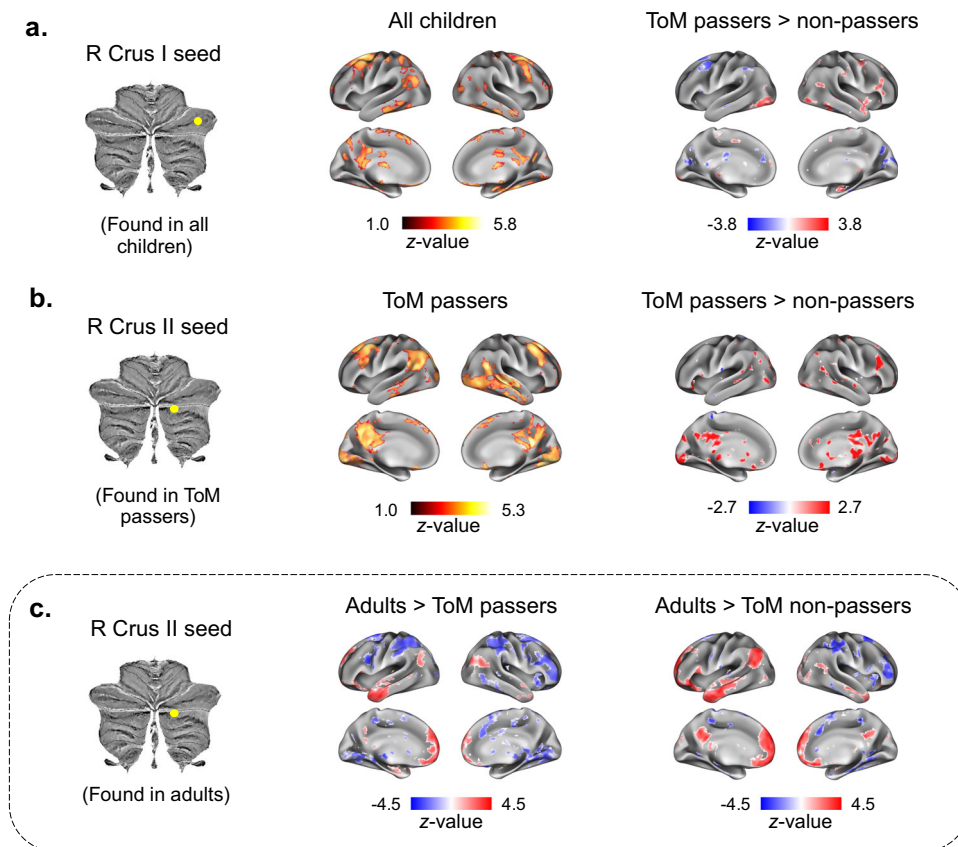 a.
R Crus I seed
(Found in all
children)
All children
1.0 5.8
z-value
ToM passers > non-passers
-3.8 3.8
z-value
b.
R Crus II seed
(Found in ToM
passers)
ToM passers
1.0 5.3
z-value
ToM passers > non-passers
-2.7 2.7
z-value
c.
R Crus II seed
(Found in adults)
Adults > ToM passers
-4.5 4.5
z-value
Adults > ToM non-passers
-4.5 4.5
z-value